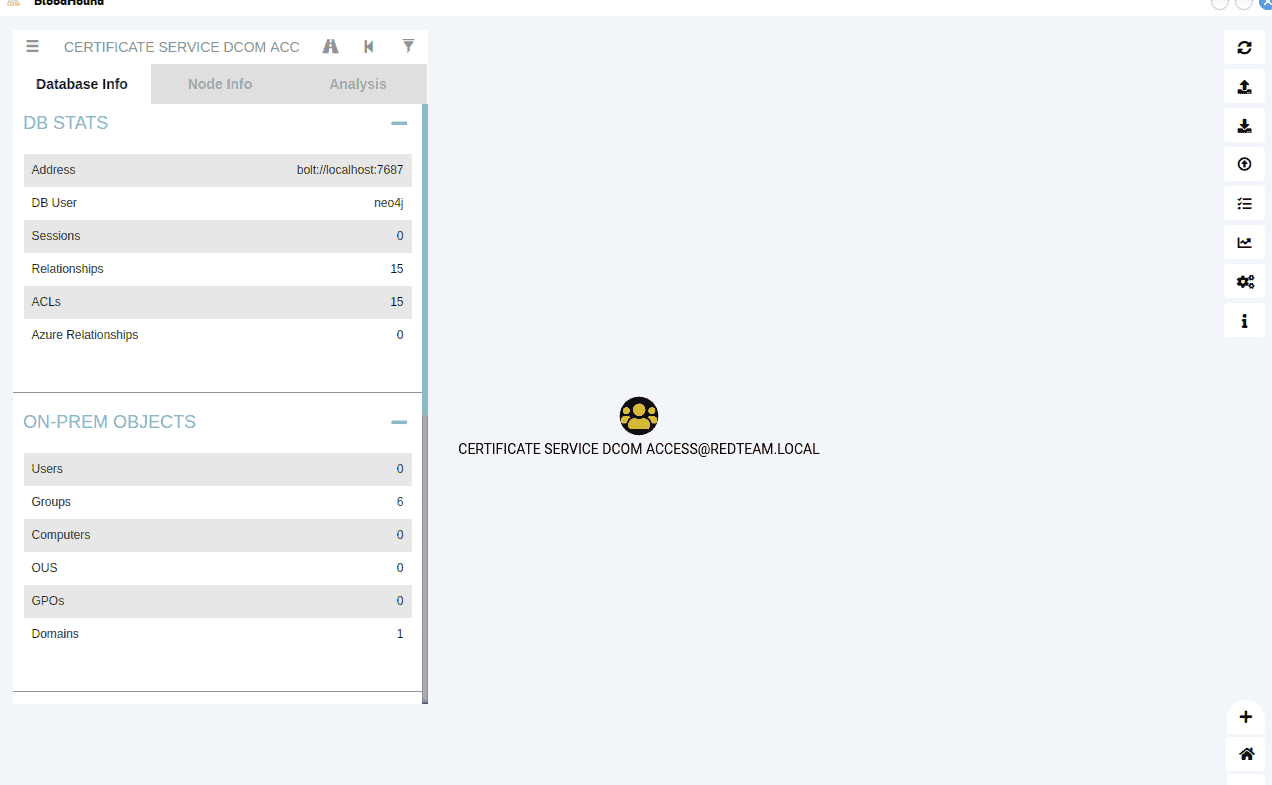 BloodHound
CERTIFICATE SERVICE DCOM ACC
Database Info
Node Info
Analysis
DB STATS
Address bolt://localhost:7687
DB User neo4j
Sessions 0
Relationships 15
ACLs 15
Azure Relationships 0
ON-PREM OBJECTS
Users 0
Groups 6
Computers 0
OUS 0
GPOs 0
Domains 1
CERTIFICATE SERVICE DCOM ACCESS@REDTEAM.LOCAL